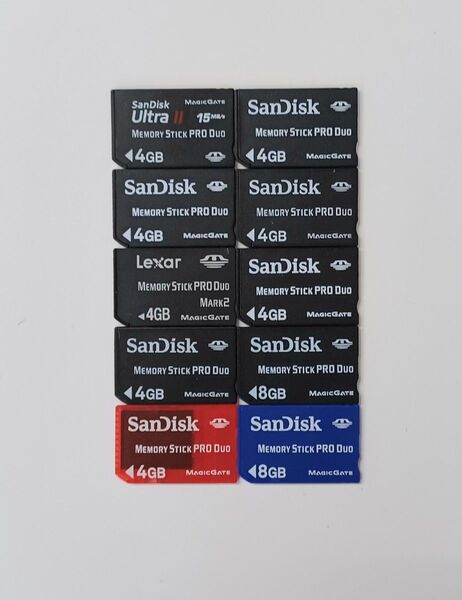 SanDisk MAGICGATE
Ultra II 15 MB/s
MEMORY STICK PRO DUO
4GB
SanDisk
MEMORY STICK PRO DUO
4GB MAGICGATE
SanDisk
MEMORY STICK PRO DUO
4GB MAGICGATE
SanDisk
MEMORY STICK PRO DUO
4GB MAGICGATE
Lexar
MEMORY STICK PRO DUO
MARK2
4GB
SanDisk
MEMORY STICK PRO DUO
4GB MAGICGATE
SanDisk
MEMORY STICK PRO DUO
4GB MAGICGATE
SanDisk
MEMORY STICK PRO DUO
8GB MAGICGATE
SanDisk
MEMORY STICK PRO DUO
4GB MAGICGATE
SanDisk
MEMORY STICK PRO DUO
8GB MAGICGATE